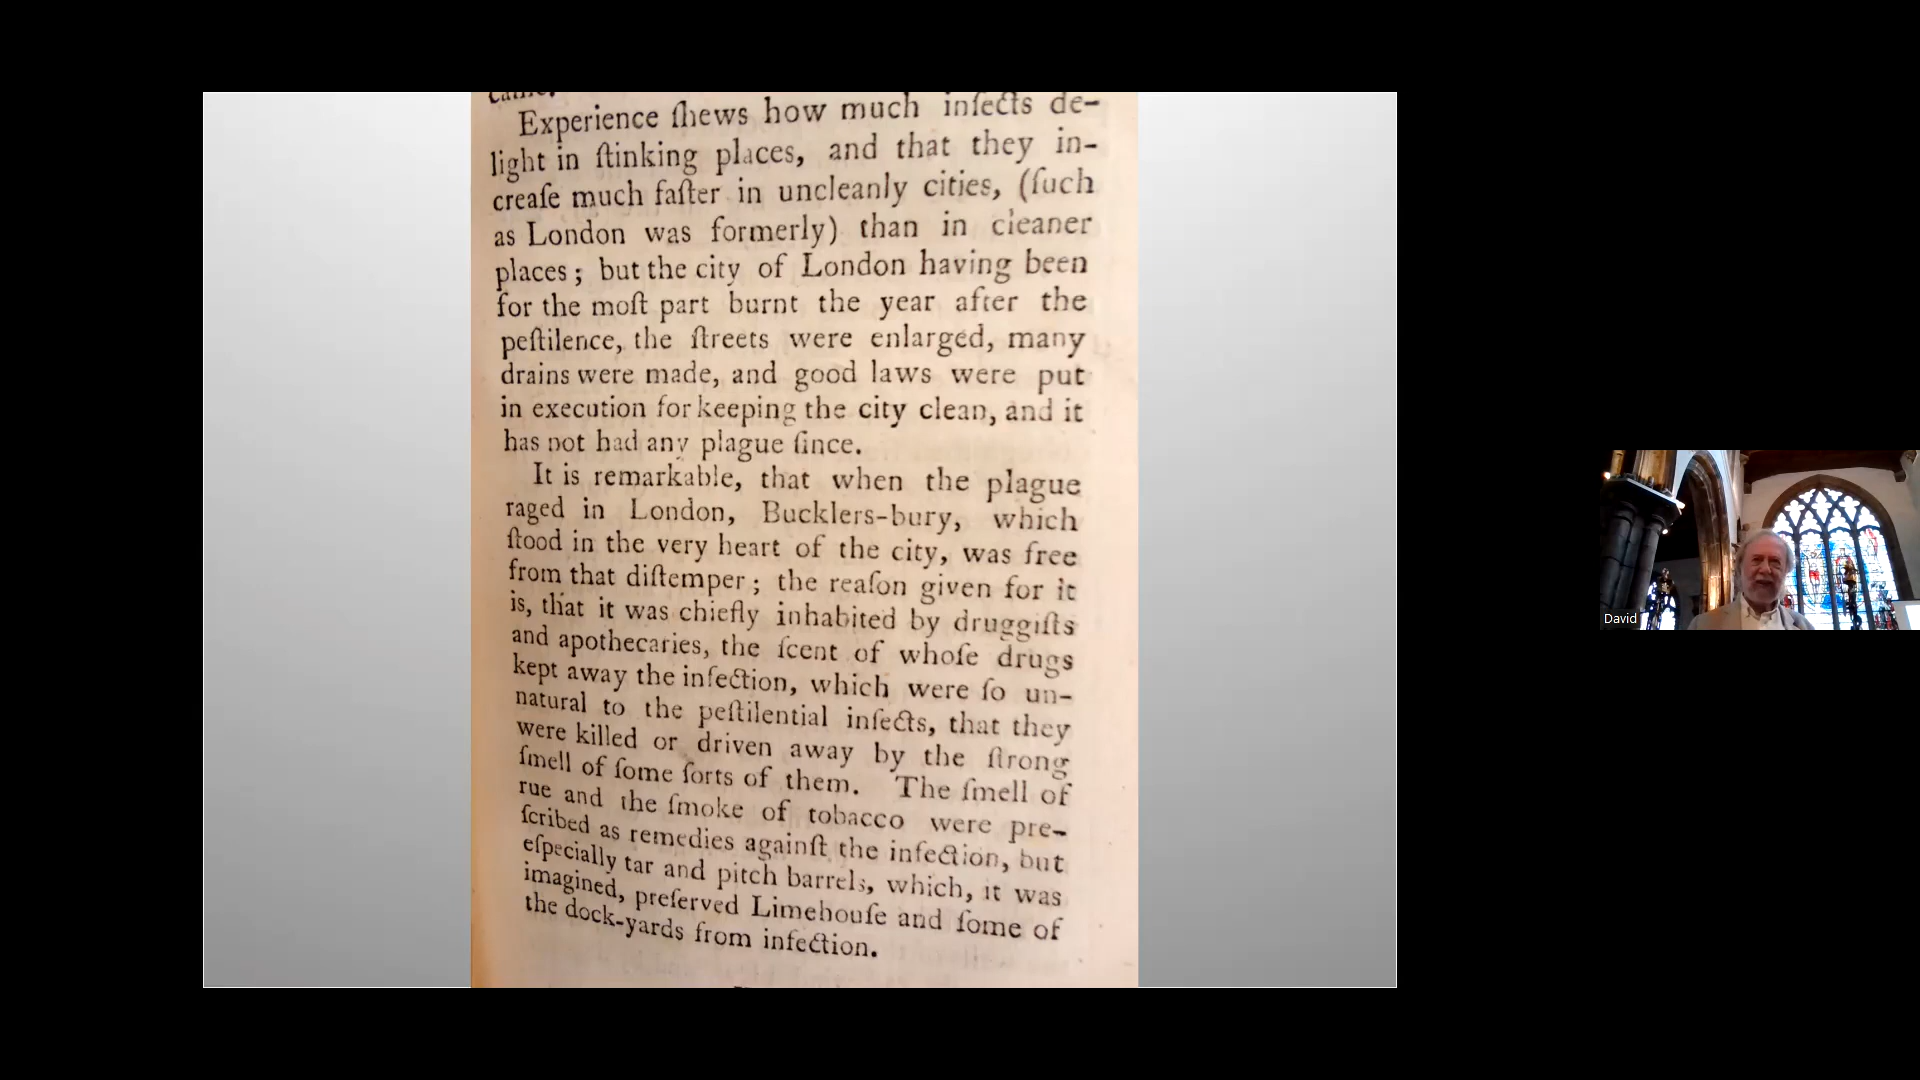 Experience ſhews how much inſects de-
light in ſtinking places, and that they in-
creaſe much faſter in uncleanly cities, (ſuch
as London was formerly) than in cleaner
places; but the city of London having been
for the moſt part burnt the year after the
peſtilence, the ſtreets were enlarged, many
drains were made, and good laws were put
in execution for keeping the city clean, and it
has not had any plague ſince.
It is remarkable, that when the plague
raged in London, Bucklers-bury, which
ſtood in the very heart of the city, was free
from that diſtemper; the reaſon given for it
is, that it was chiefly inhabited by druggiſts
and apothecaries, the ſcent of whoſe drugs
kept away the infection, which were ſo un-
natural to the peſtilential inſects, that they
were killed or driven away by the ſtrong
ſmell of ſome ſorts of them. The ſmell of
rue and the ſmoke of tobacco were pre-
ſcribed as remedies againſt the infection, but
eſpecially tar and pitch barrels, which, it was
imagined, preſerved Limehouſe and ſome of
the dock-yards from infection.
David